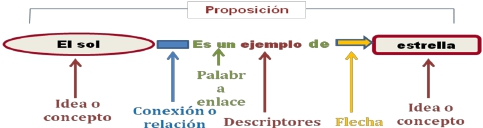 Proposición
El sol Es un ejemplo de estrella
Palabr
a
enlace
Idea o
concepto
Conexión o
relación
Descriptores
Flecha
Idea o
concepto